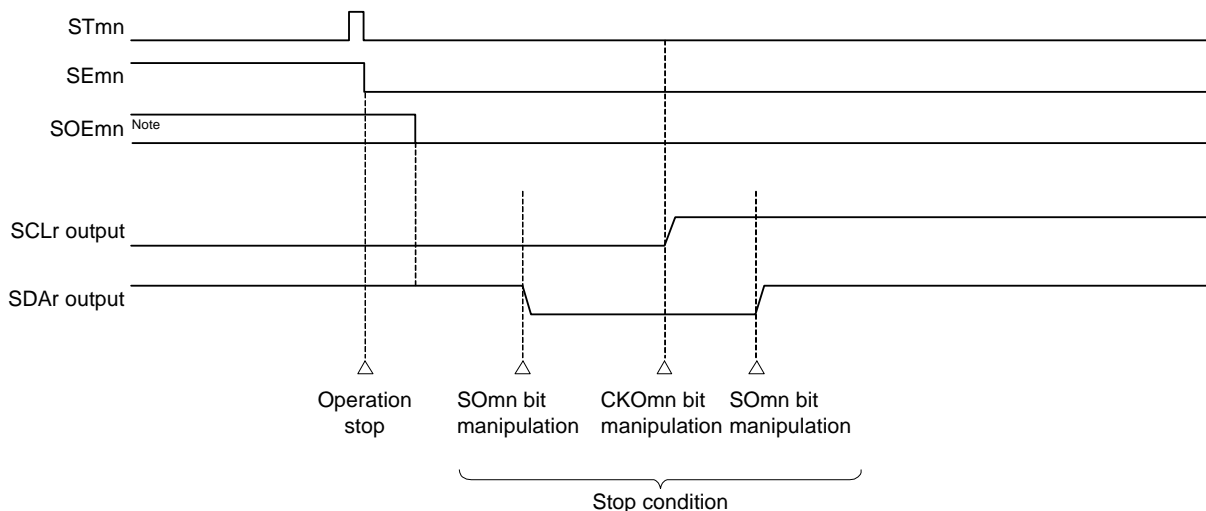 STmn
SEmn
SOEmn Note
SCLr output
SDAr output
Operation
stop
SOmn bit
manipulation
CKOmn bit
manipulation
SOmn bit
manipulation
Stop condition